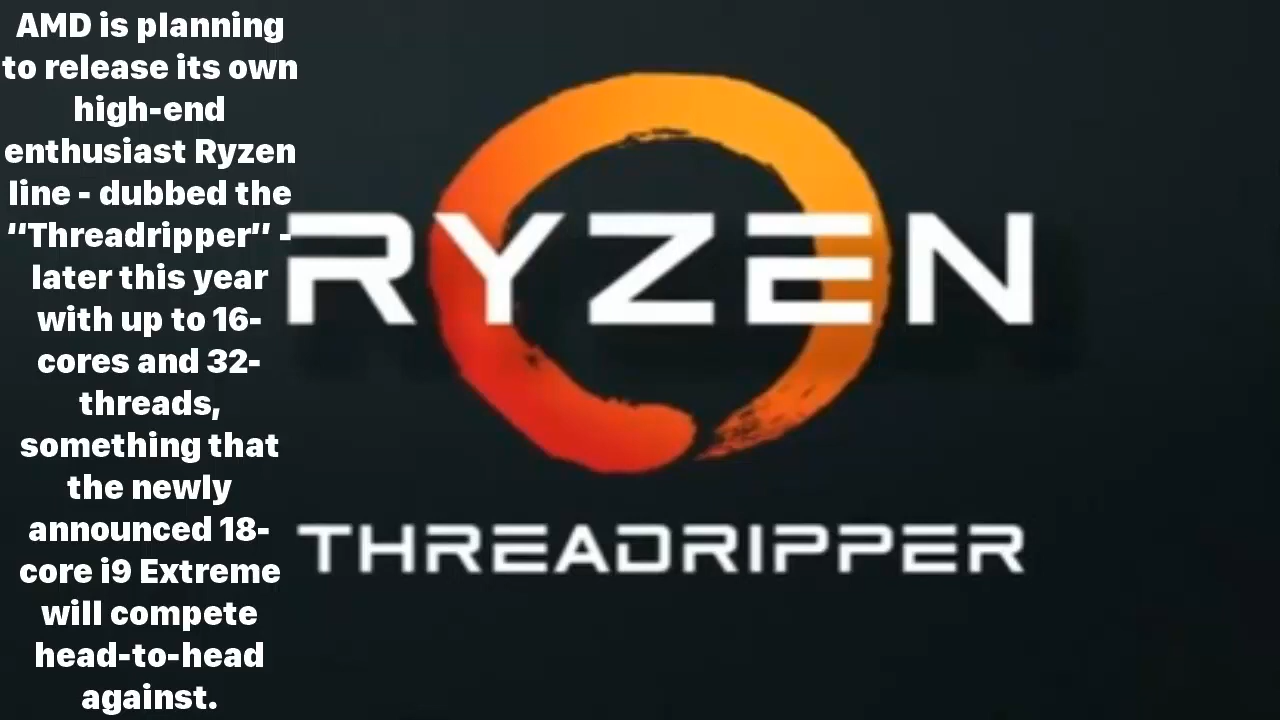 AMD is planning
to release its own
high-end
enthusiast Ryzen
line - dubbed the
“Threadripper” -
later this year
with up to 16-
cores and 32-
threads,
something that
the newly
announced 18-
core i9 Extreme
will compete
head-to-head
against.
RYZEN
THREADRIPPER